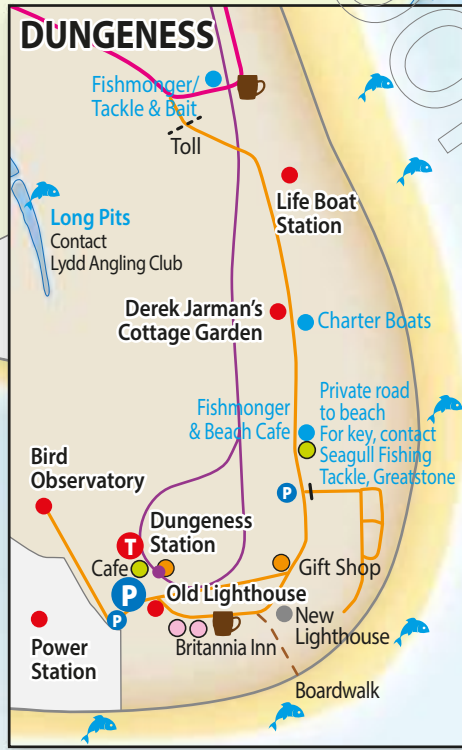 DUNGENESS
Fishmonger/
Tackle & Bait
Toll
Life Boat
Station
Long Pits
Contact
Lydd Angling Club
Derek Jarman's
Cottage Garden
Charter Boats
Fishmonger
& Beach Cafe
Private road
to beach
For key, contact
Seagull Fishing
Tackle, Greatstone
P
Bird
Observatory
T
Dungeness
Station
Cafe
Gift Shop
P
Old Lighthouse
P
Britannia Inn
New
Lighthouse
Power
Station
Boardwalk